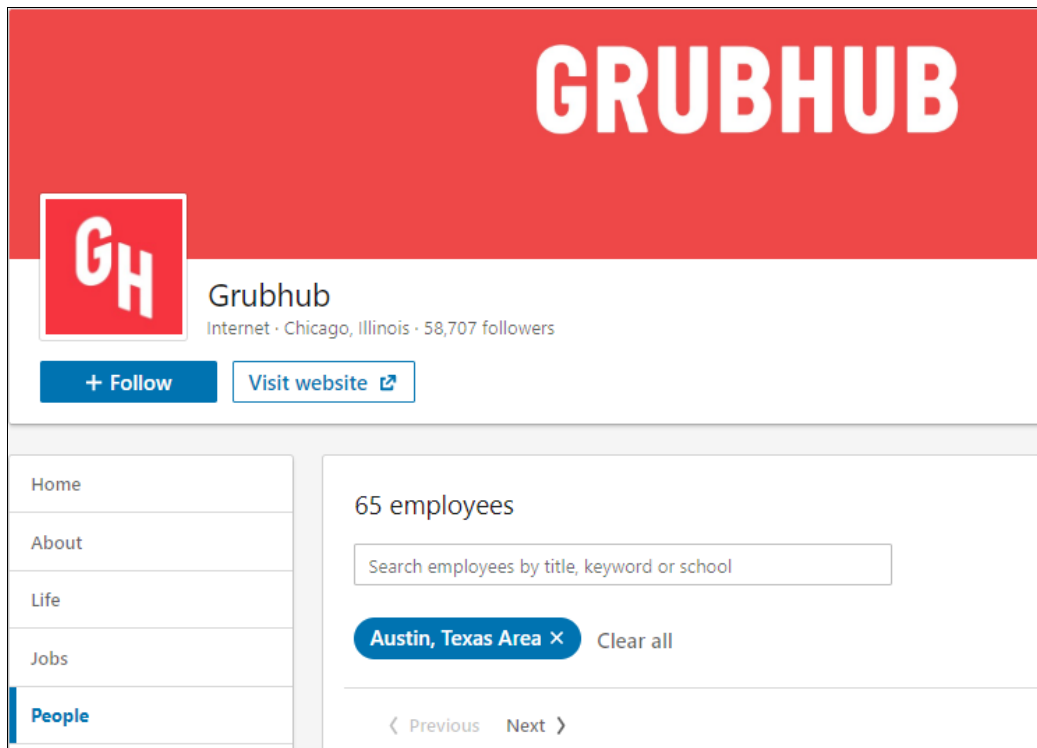 GRUBHUB
GH
Grubhub
Internet · Chicago, Illinois · 58,707 followers
+ Follow
Visit website
Home
About
Life
Jobs
People
65 employees
Search employees by title, keyword or school
Austin, Texas Area ×
Clear all
❬ Previous Next ❭